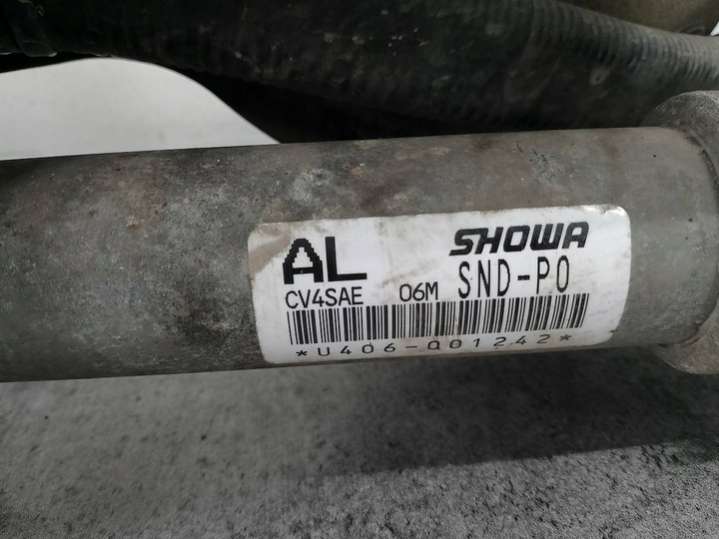 AL SHOWA
CV4SAE 06M SND-P0
*U406-001242*